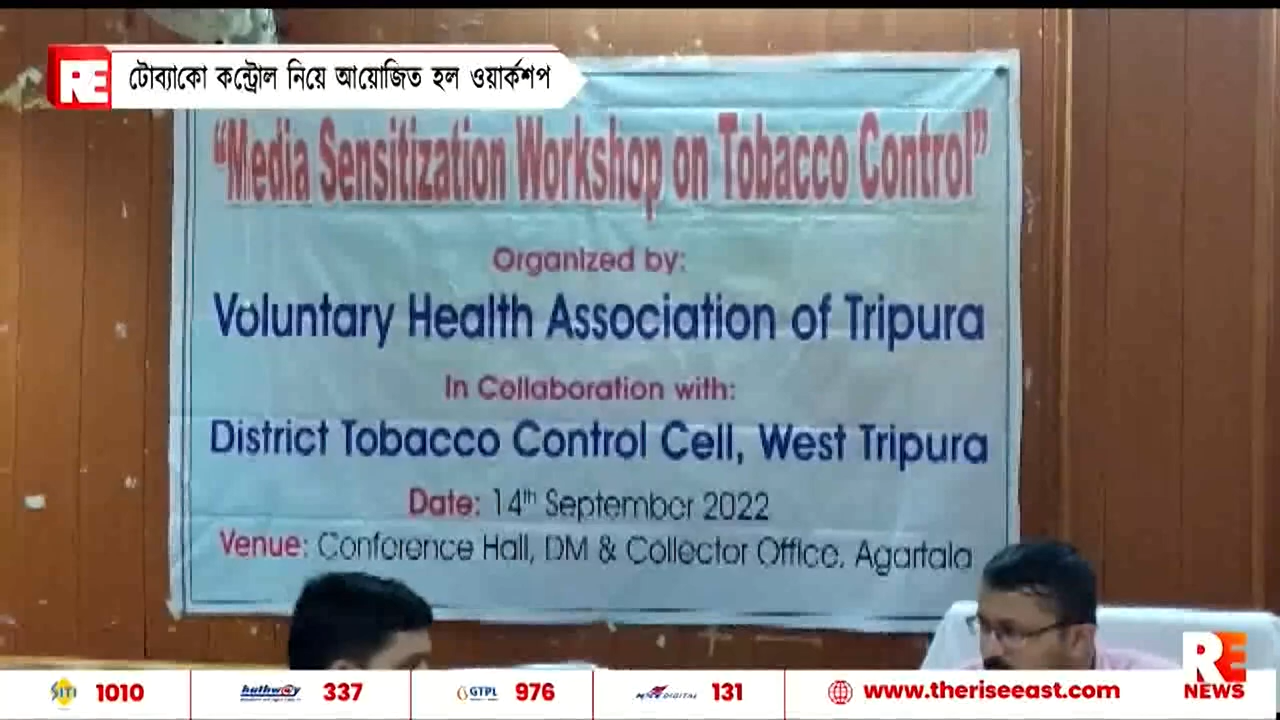 RE টোব্যাকো কন্ট্রোল নিয়ে আয়োজিত হল ওয়ার্কশপ
“Media Sensitization Workshop on Tobacco Control”
Organized by:
Voluntary Health Association of Tripura
In Collaboration with:
District Tobacco Control Cell, West Tripura
Date: 14th September 2022
Venue: Conference Hall, DM & Collector Office, Agartala
RE
NEWS
SITI 1010 hathway 337 GTPL 976 DIGITAL 131 www.theriseeast.com